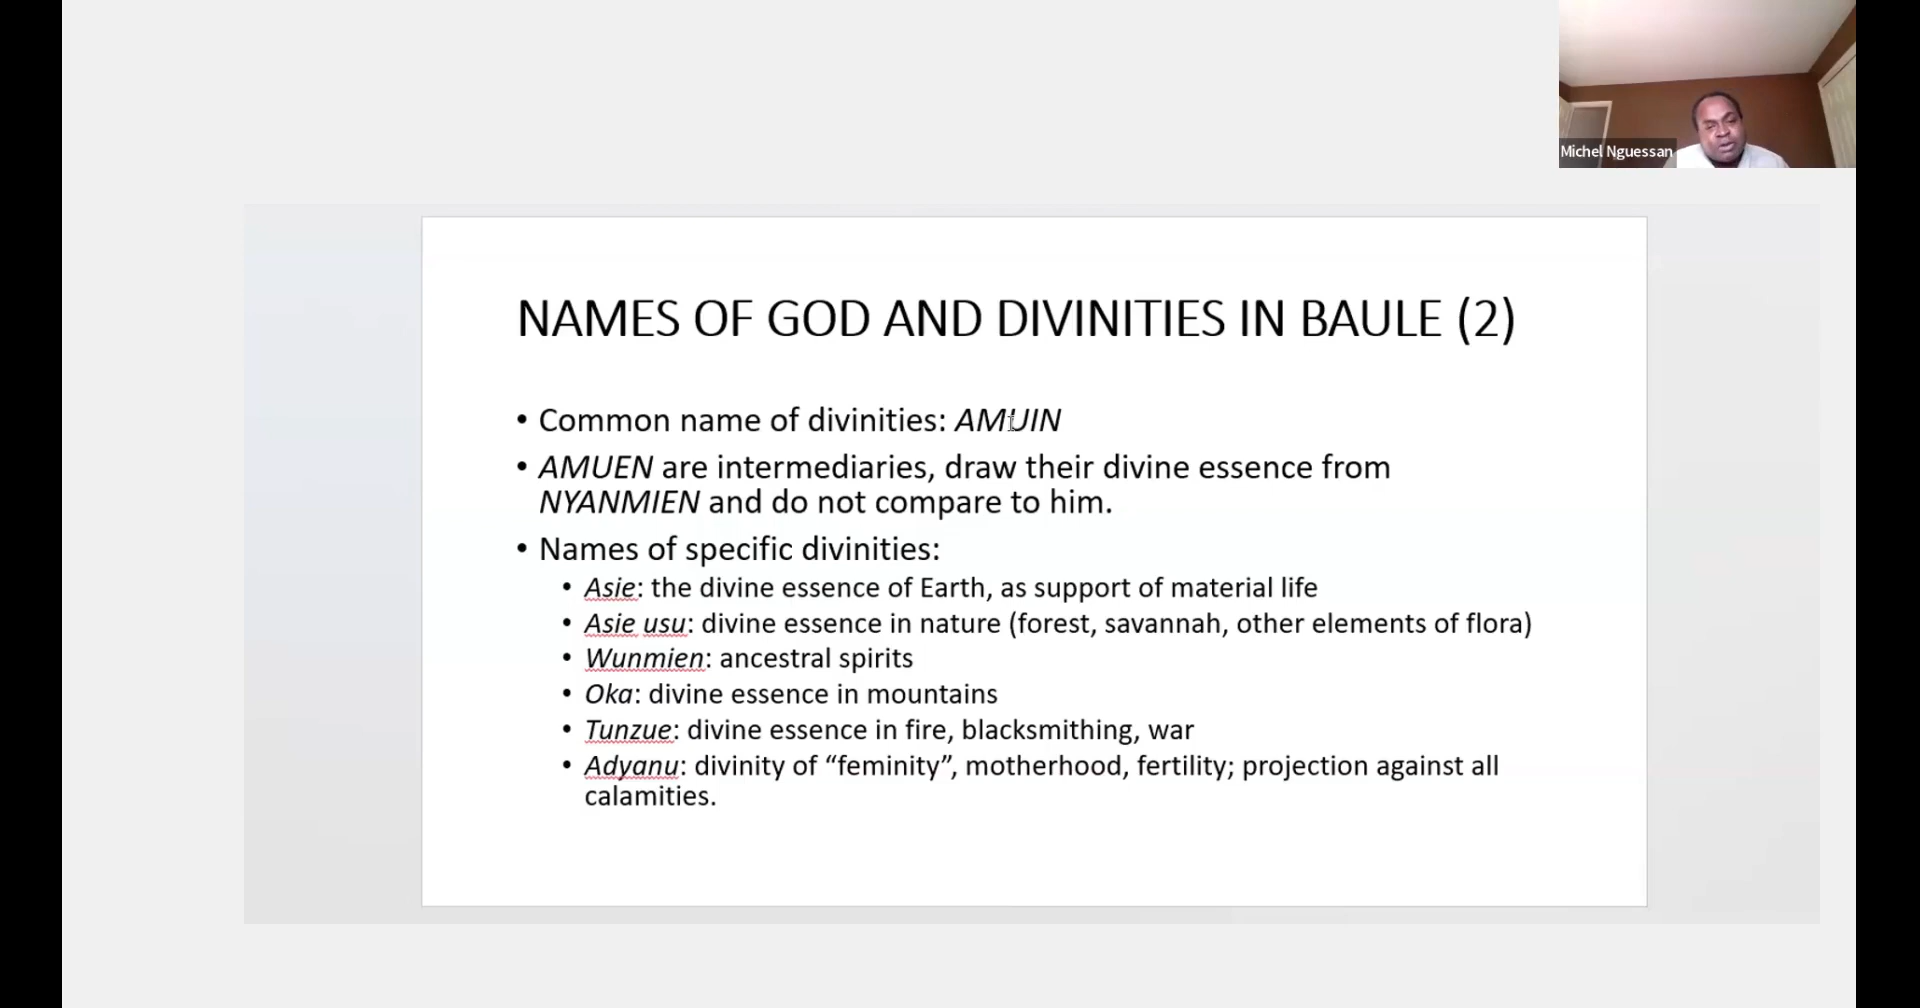 Michel Nguessan
NAMES OF GOD AND DIVINITIES IN BAULE (2)
• Common name of divinities: AMUIN
• AMUEN are intermediaries, draw their divine essence from
NYANMIEN and do not compare to him.
• Names of specific divinities:
• Asie: the divine essence of Earth, as support of material life
• Asie usu: divine essence in nature (forest, savannah, other elements of flora)
• Wunmien: ancestral spirits
• Oka: divine essence in mountains
• Tunzue: divine essence in fire, blacksmithing, war
• Adyanu: divinity of “feminity”, motherhood, fertility; projection against all
calamities.